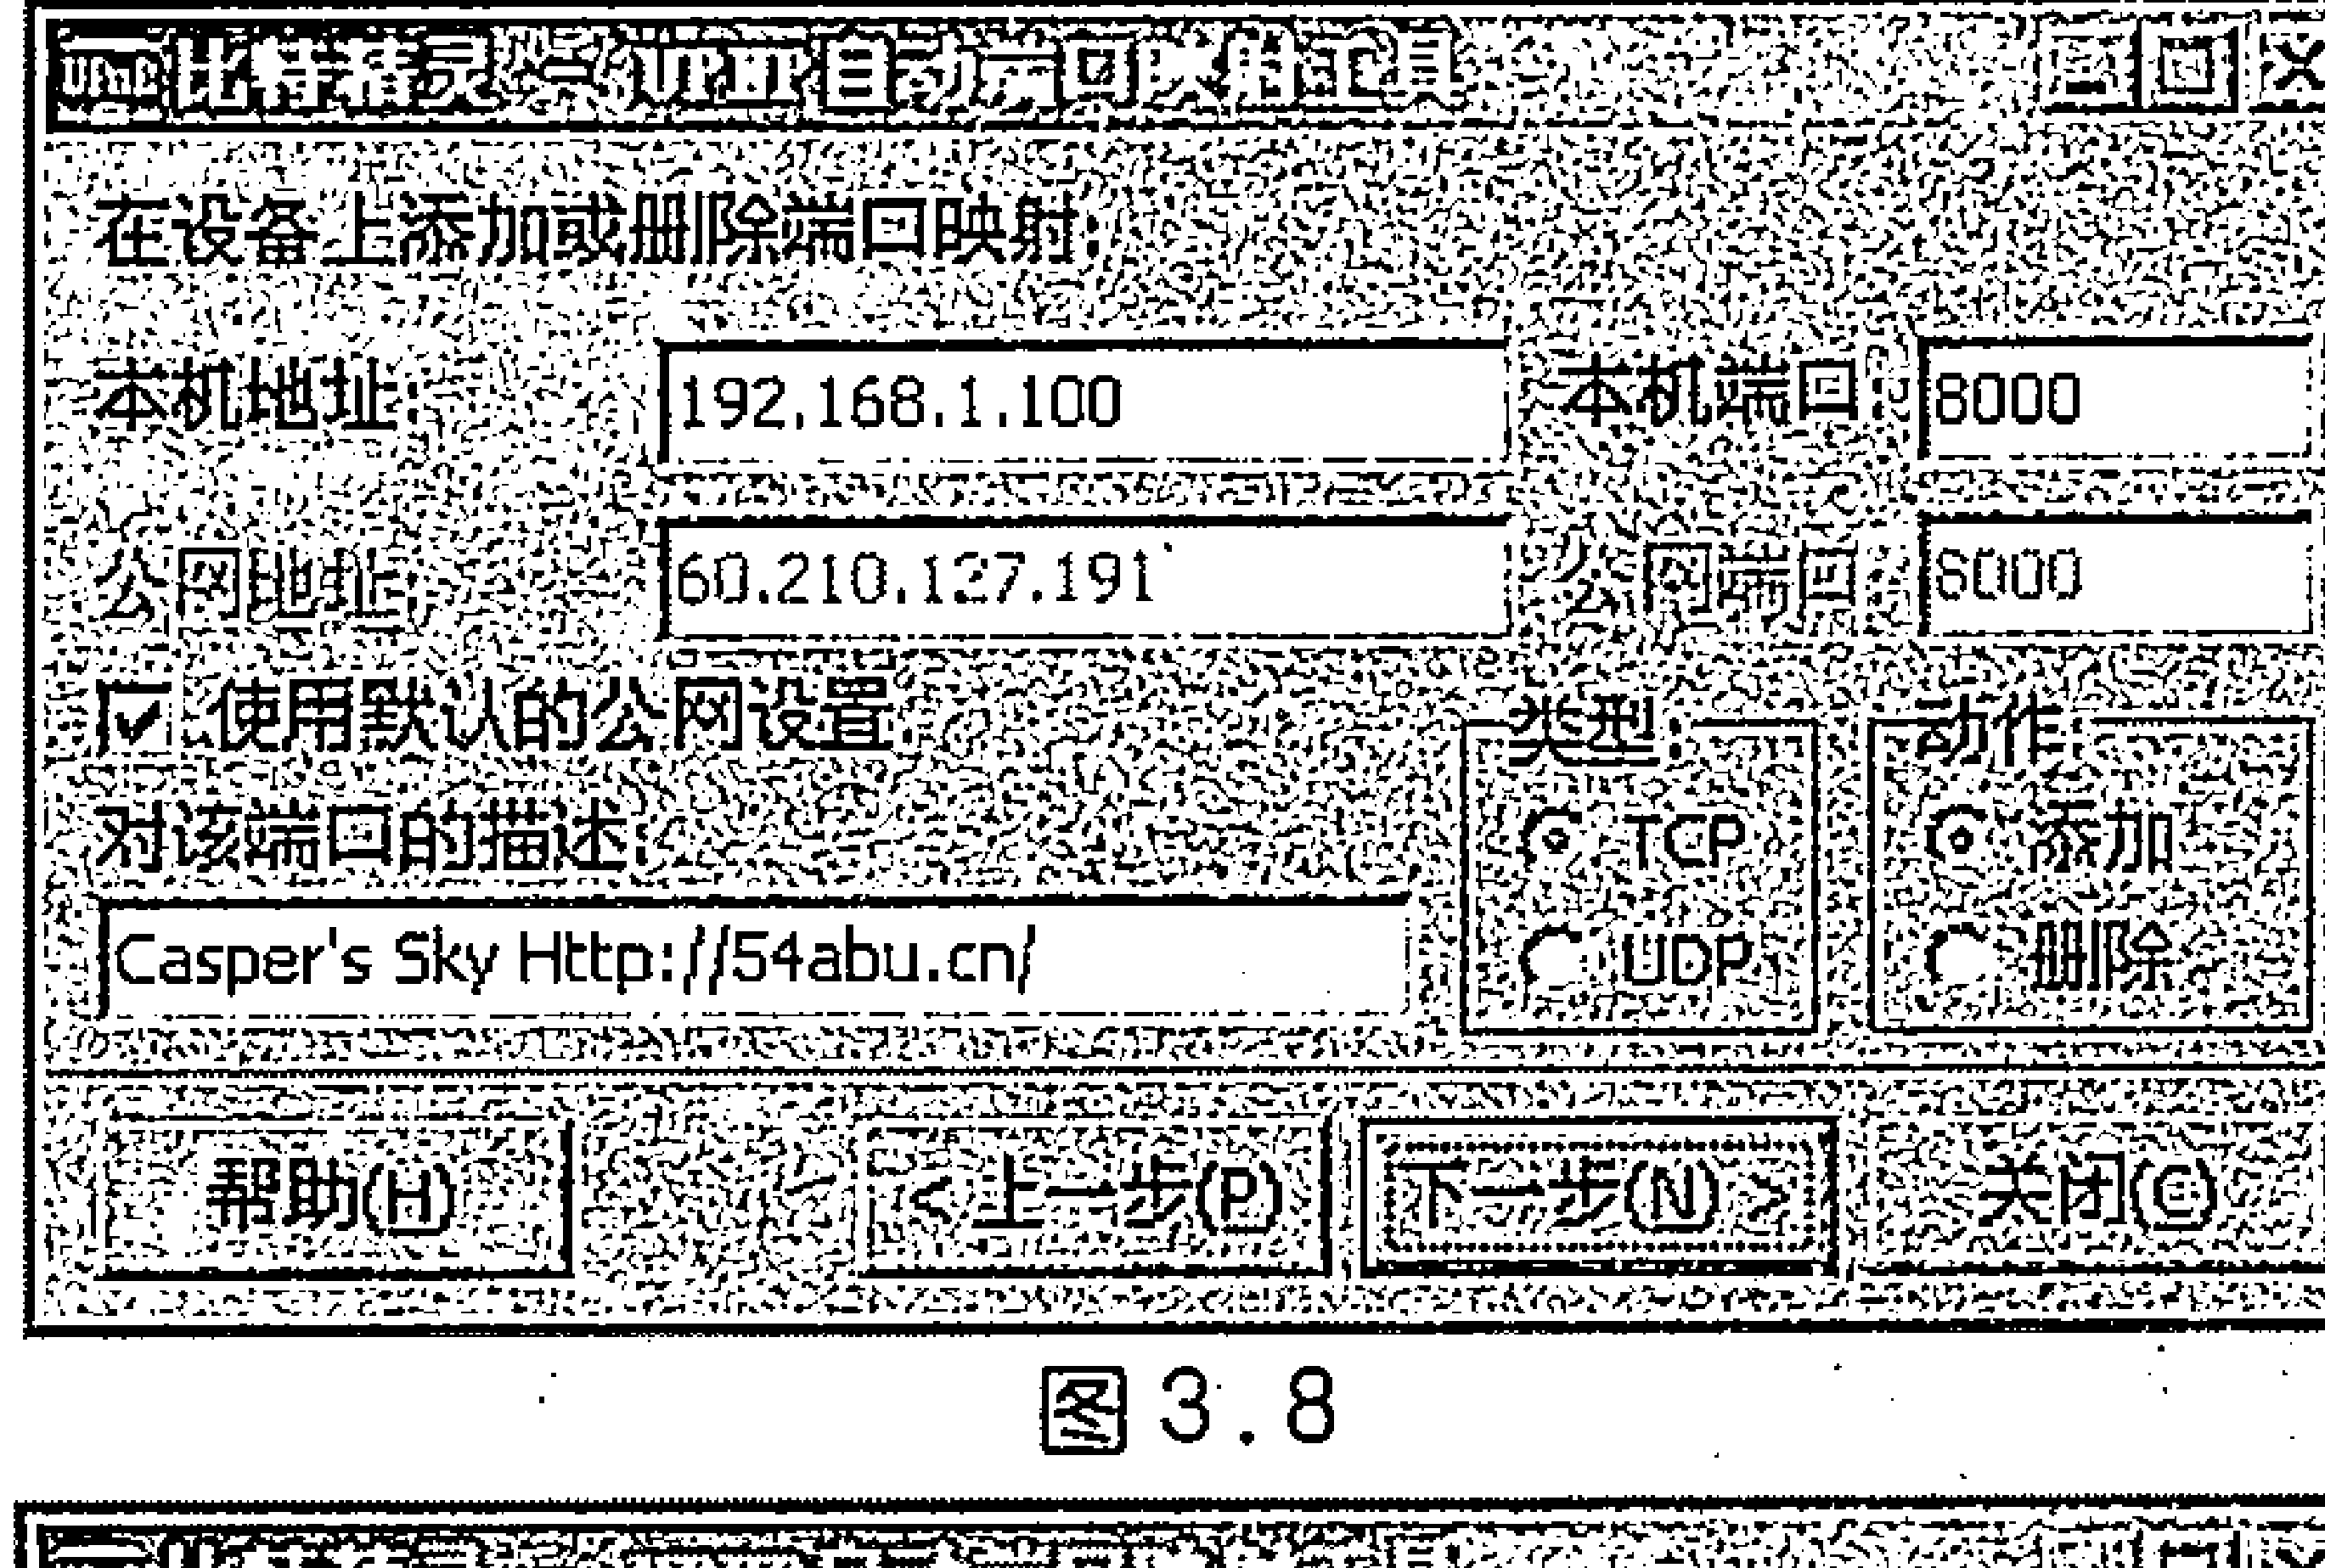 比特精灵 - UPNP自动端口映射工具
在设备上添加或删除端口映射:
本机地址: 192.168.1.100 本机端口: 8000
公网地址: 60.210.127.191 公网端口: 8000
使用默认的公网设置
类型: 动作:
对该端口的描述: TCP 添加
Casper's Sky Http://54abu.cn/ UDP 删除
帮助(H) < 上一步(P) 下一步(N) > 关闭(C)
图 3.8